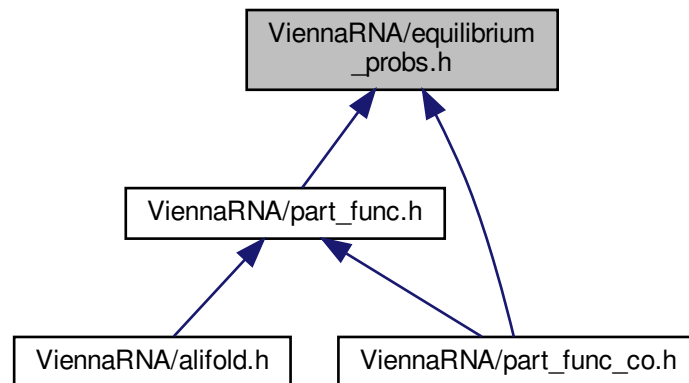 ViennaRNA/equilibrium
_probs.h
ViennaRNA/part_func.h
ViennaRNA/alifold.h
ViennaRNA/part_func_co.h